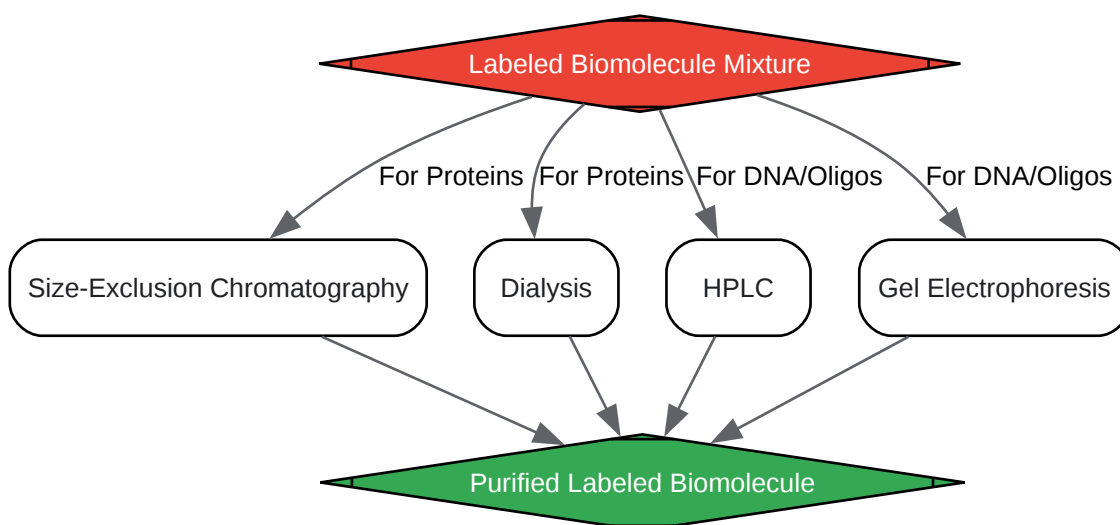 Labeled Biomolecule Mixture
For Proteins
For Proteins
For DNA/Oligos
For DNA/Oligos
Size-Exclusion Chromatography
Dialysis
HPLC
Gel Electrophoresis
Purified Labeled Biomolecule